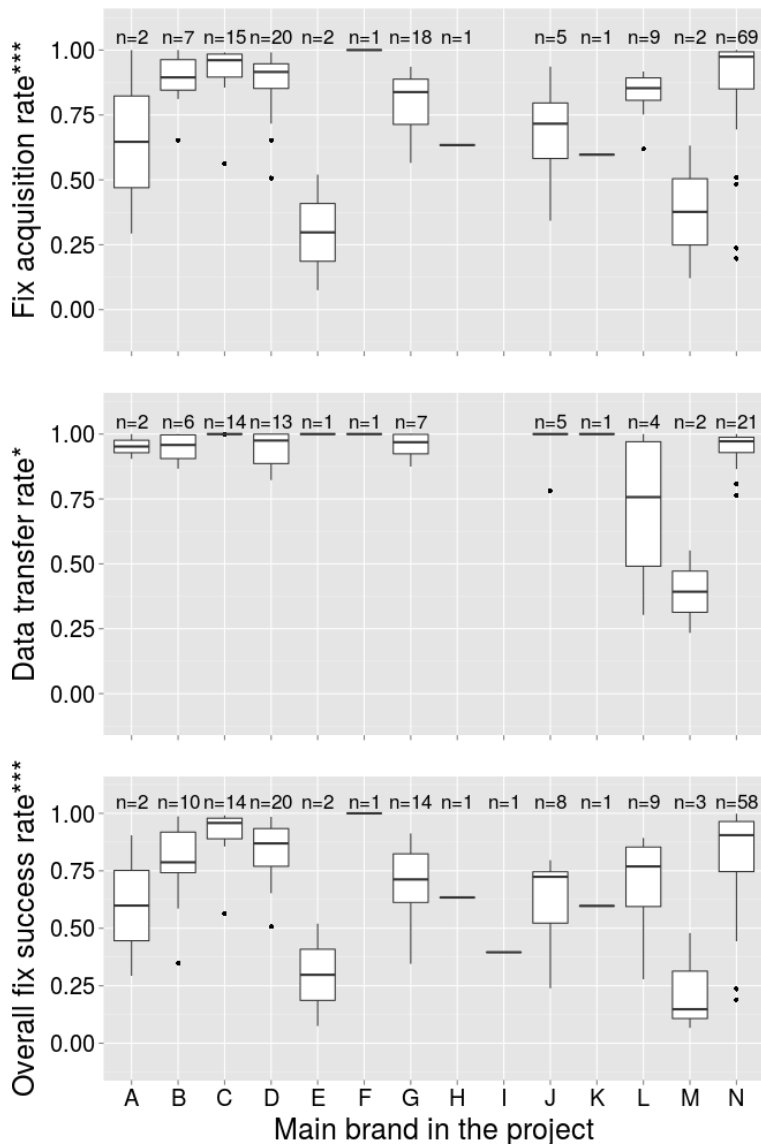 Fix acquisition rate***
n=2 n=7 n=15 n=20 n=2 n=1 n=18 n=1 n=5 n=1 n=9 n=2 n=69
1.00
0.75
0.50
0.25
0.00
Data transfer rate*
n=2 n=6 n=14 n=13 n=1 n=1 n=7 n=5 n=1 n=4 n=2 n=21
1.00
0.75
0.50
0.25
0.00
Overall fix success rate***
n=2 n=10 n=14 n=20 n=2 n=1 n=14 n=1 n=1 n=8 n=1 n=9 n=3 n=58
1.00
0.75
0.50
0.25
0.00
A B C D E F G H I J K L M N
Main brand in the project